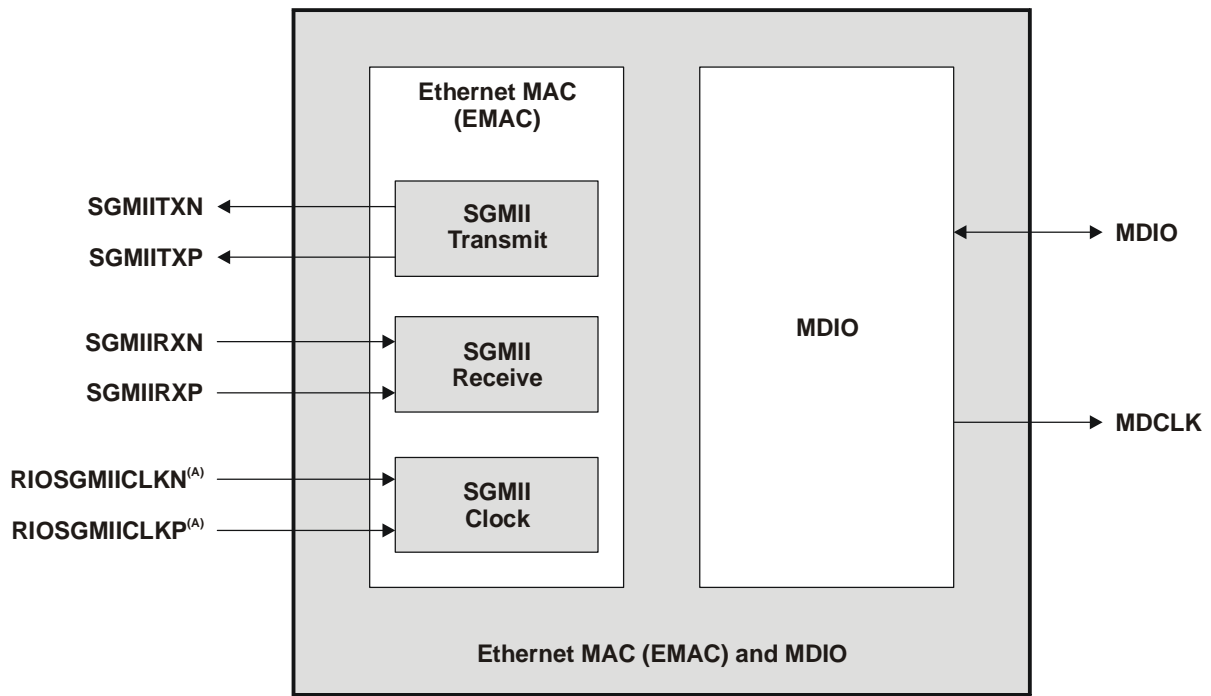 Ethernet MAC
(EMAC)
SGMIITXN
SGMIITXP
SGMII
Transmit
SGMIIRXN
SGMIIRXP
SGMII
Receive
RIOSGMIICLKN(A)
RIOSGMIICLKP(A)
SGMII
Clock
MDIO
MDIO
MDCLK
Ethernet MAC (EMAC) and MDIO